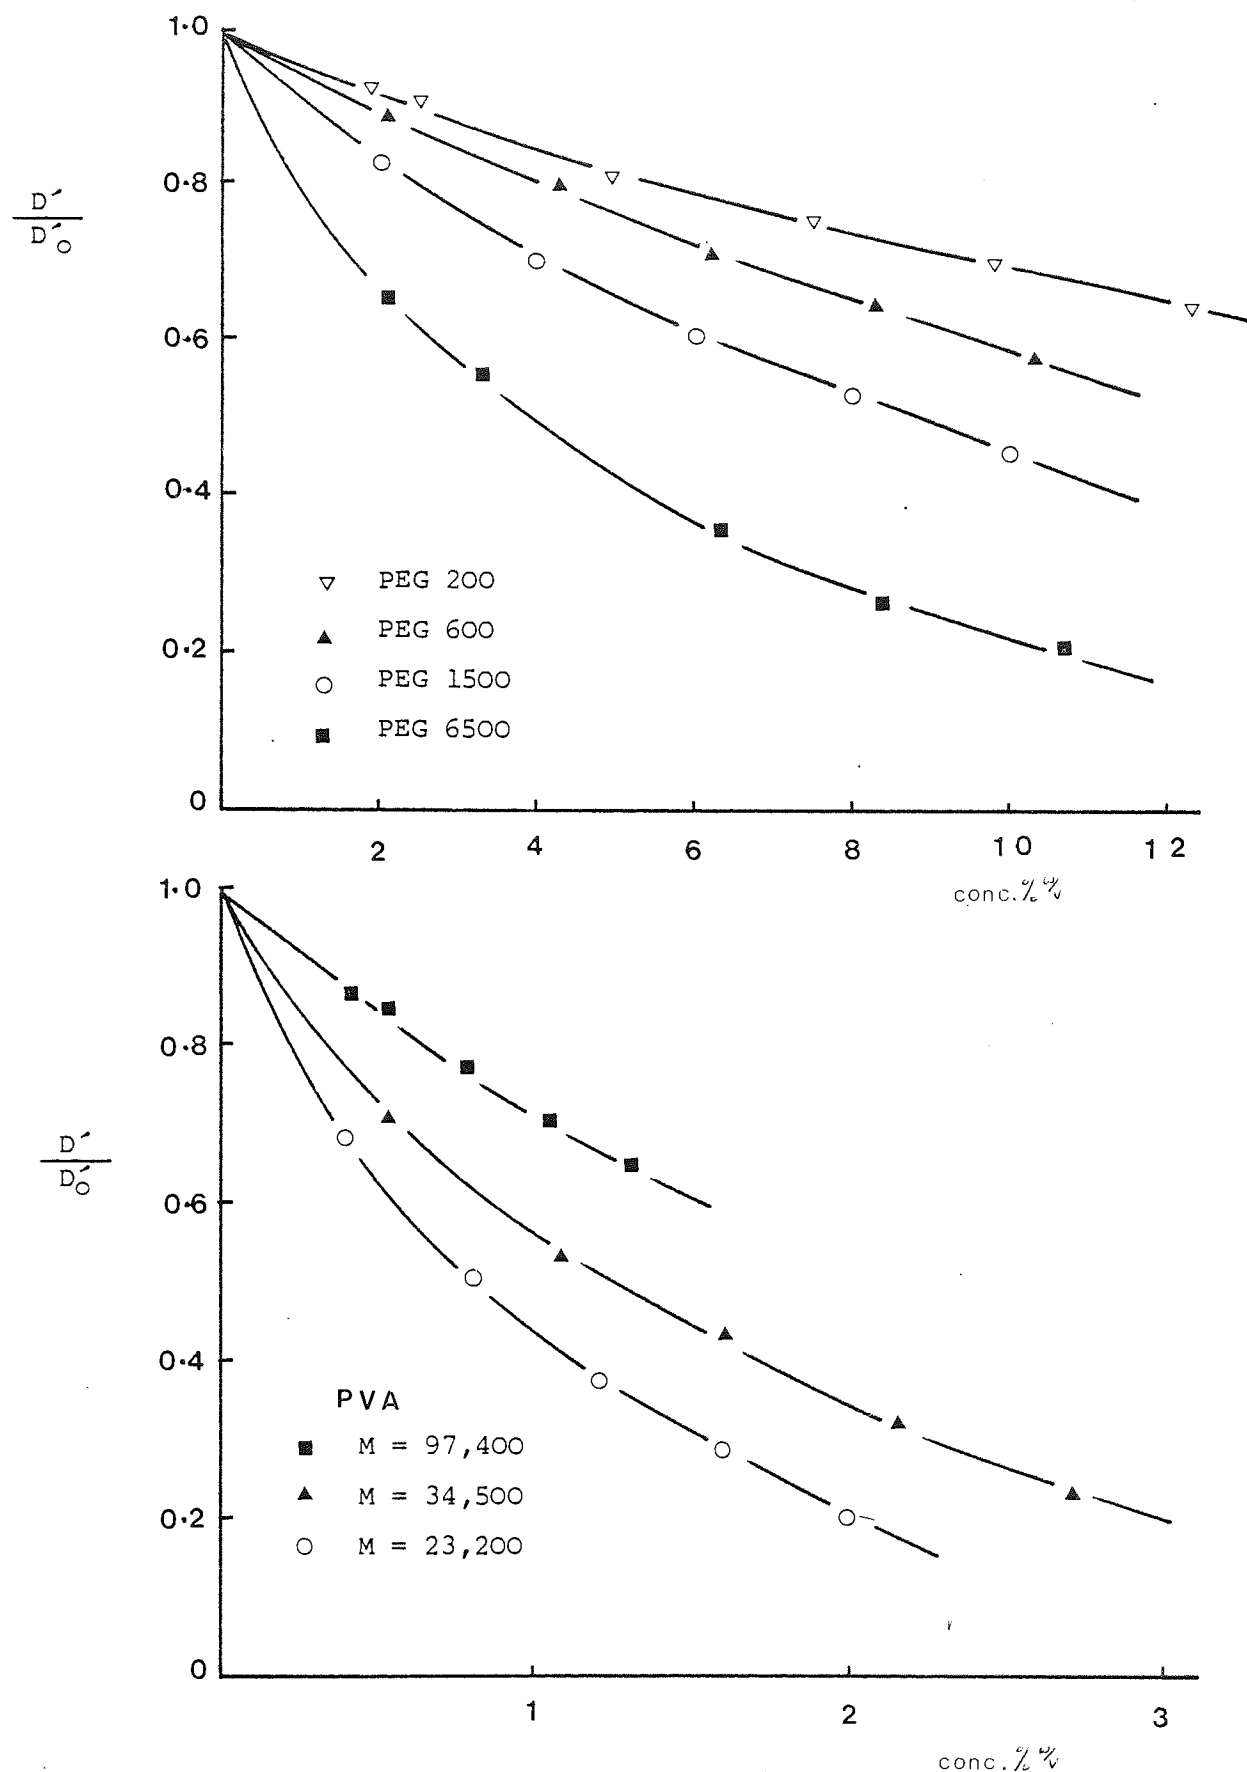 1.0
0.8
D´
D´o
0.6
0.4
PEG 200
PEG 600
0.2
PEG 1500
PEG 6500
0
2 4 6 8 10 12
conc.% w/v
1.0
0.8
D´
D´o
0.6
0.4
PVA
M = 97,400
M = 34,500
0.2
M = 23,200
0
1 2 3
conc.% w/v